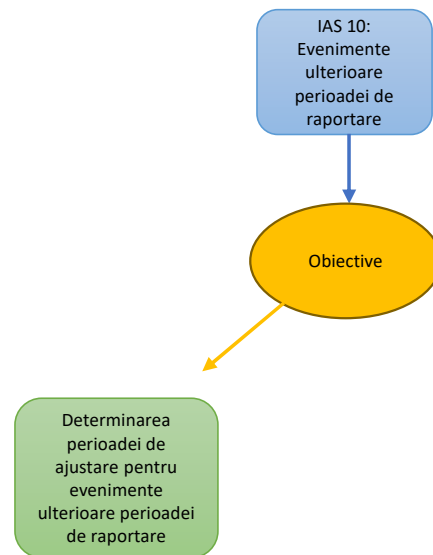 IAS 10:
Evenimente
ulterioare
perioadei de
raportare
Obiective
Determinarea
perioadei de
ajustare pentru
evenimente
ulterioare perioadei
de raportare